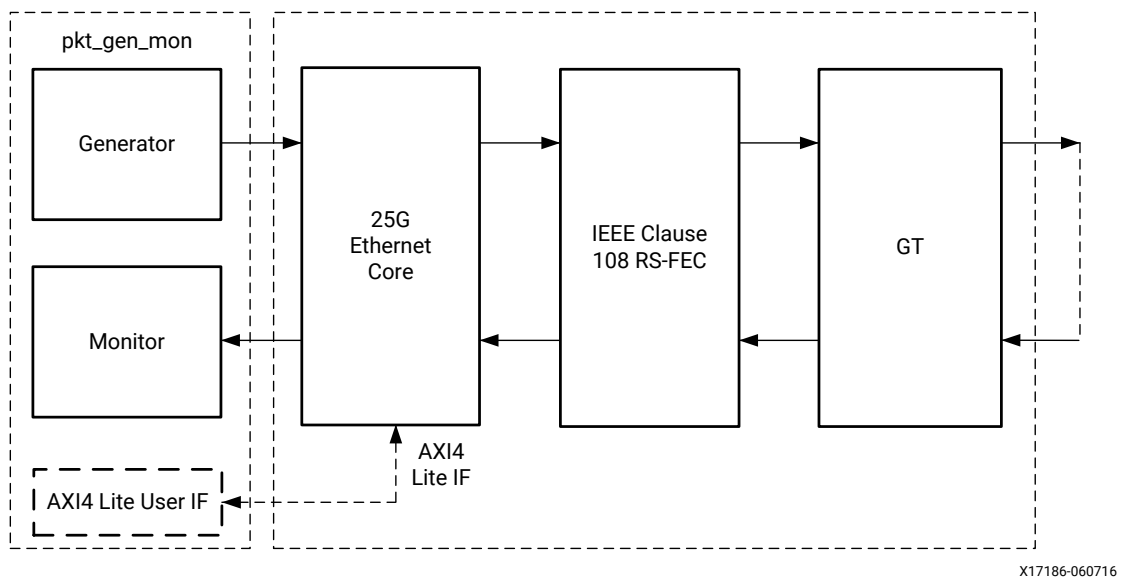 pkt_gen_mon
Generator
25G
Ethernet
Core
IEEE Clause
108 RS-FEC
GT
Monitor
AXI4
Lite IF
AXI4 Lite User IF
X17186-060716